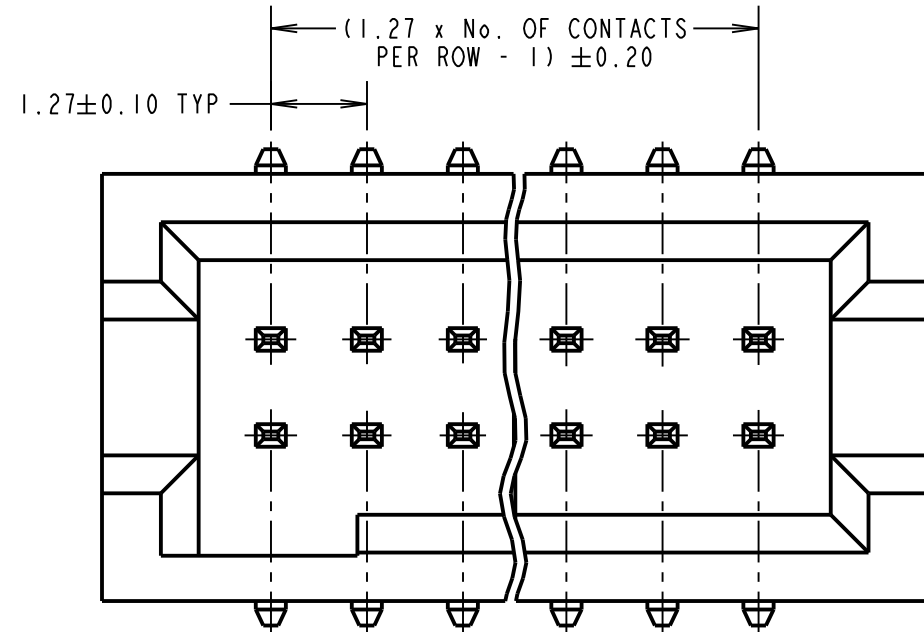 (1.27 x No. OF CONTACTS
PER ROW - 1) ±0.20
1.27±0.10 TYP